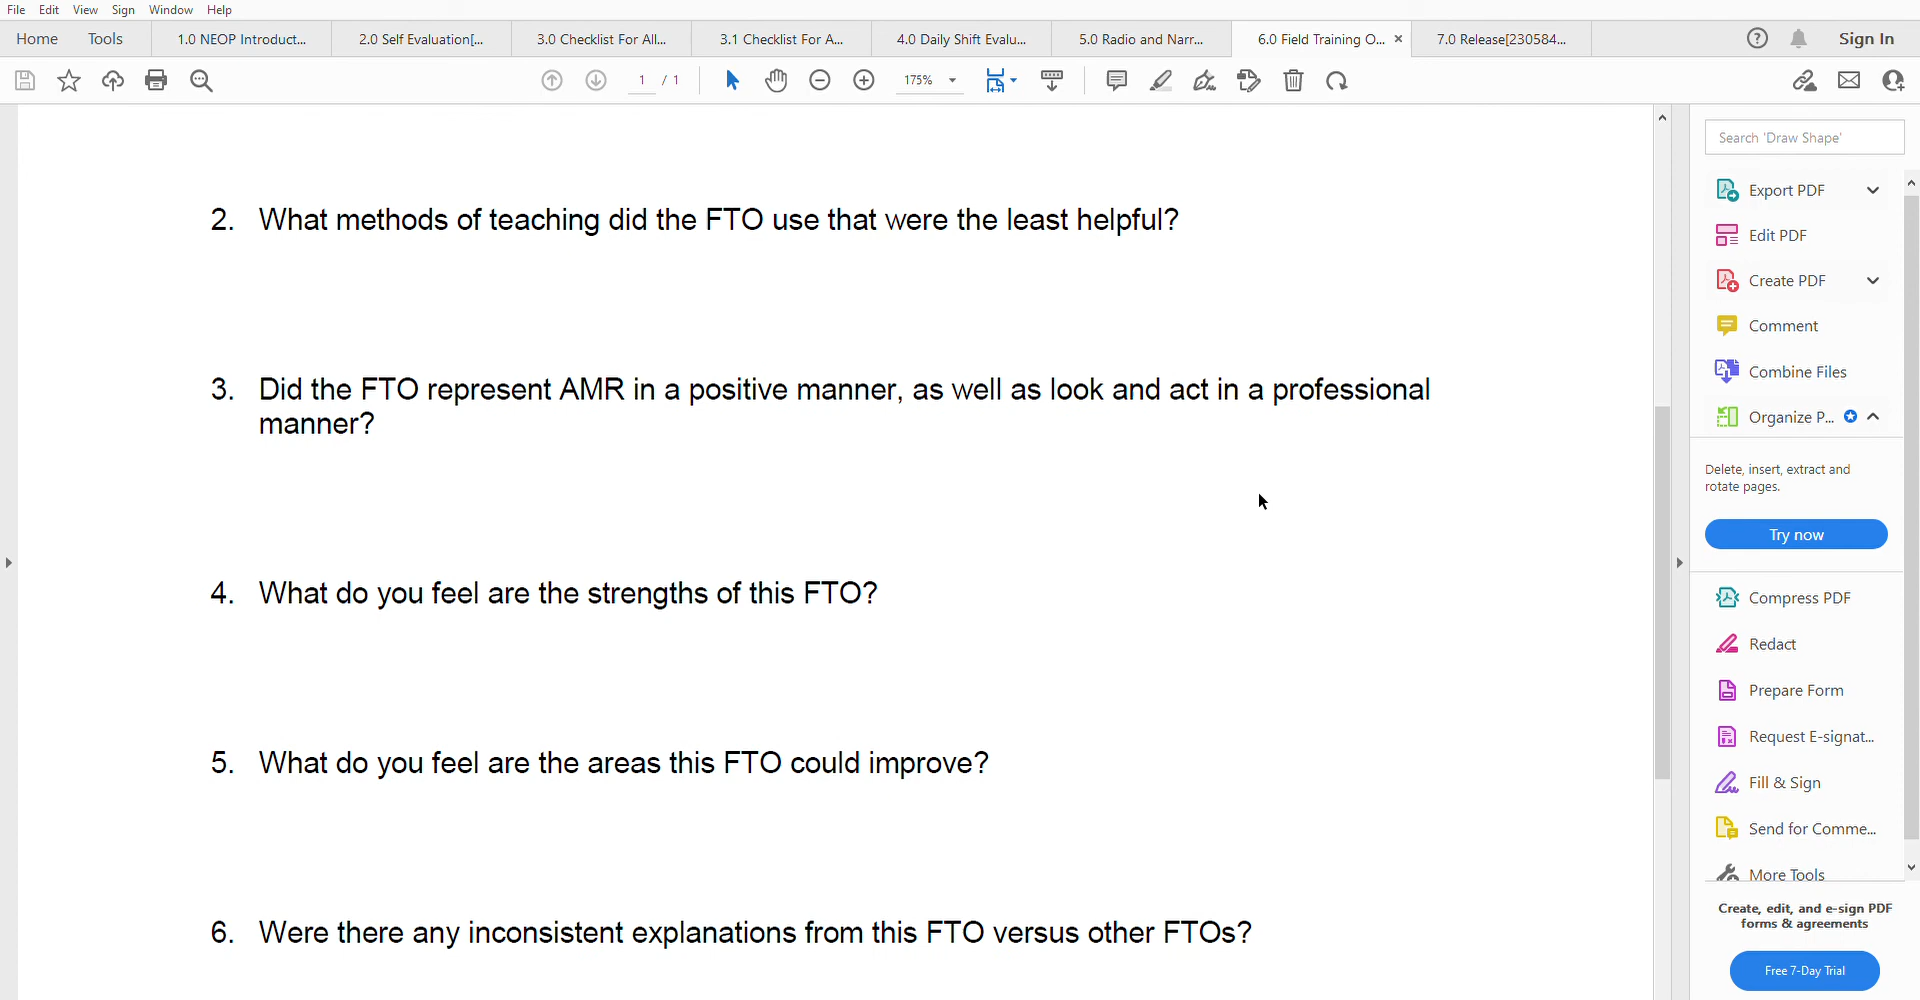 File Edit View Sign Window Help
Home Tools 1.0 NEOP Introduct... 2.0 Self Evaluation[... 3.0 Checklist For All... 3.1 Checklist For A... 4.0 Daily Shift Evalu... 5.0 Radio and Narr... 6.0 Field Training O... × 7.0 Release[230584... Sign In
1 / 1 175%
Search 'Draw Shape'
Export PDF
2. What methods of teaching did the FTO use that were the least helpful?
Edit PDF
Create PDF
Comment
Combine Files
3. Did the FTO represent AMR in a positive manner, as well as look and act in a professional
manner?
Organize P...
Delete, insert, extract and
rotate pages.
Try now
4. What do you feel are the strengths of this FTO?
Compress PDF
Redact
Prepare Form
Request E-signat...
5. What do you feel are the areas this FTO could improve?
Fill & Sign
Send for Comme...
More Tools
6. Were there any inconsistent explanations from this FTO versus other FTOs?
Create, edit, and e-sign PDF
forms & agreements
Free 7-Day Trial